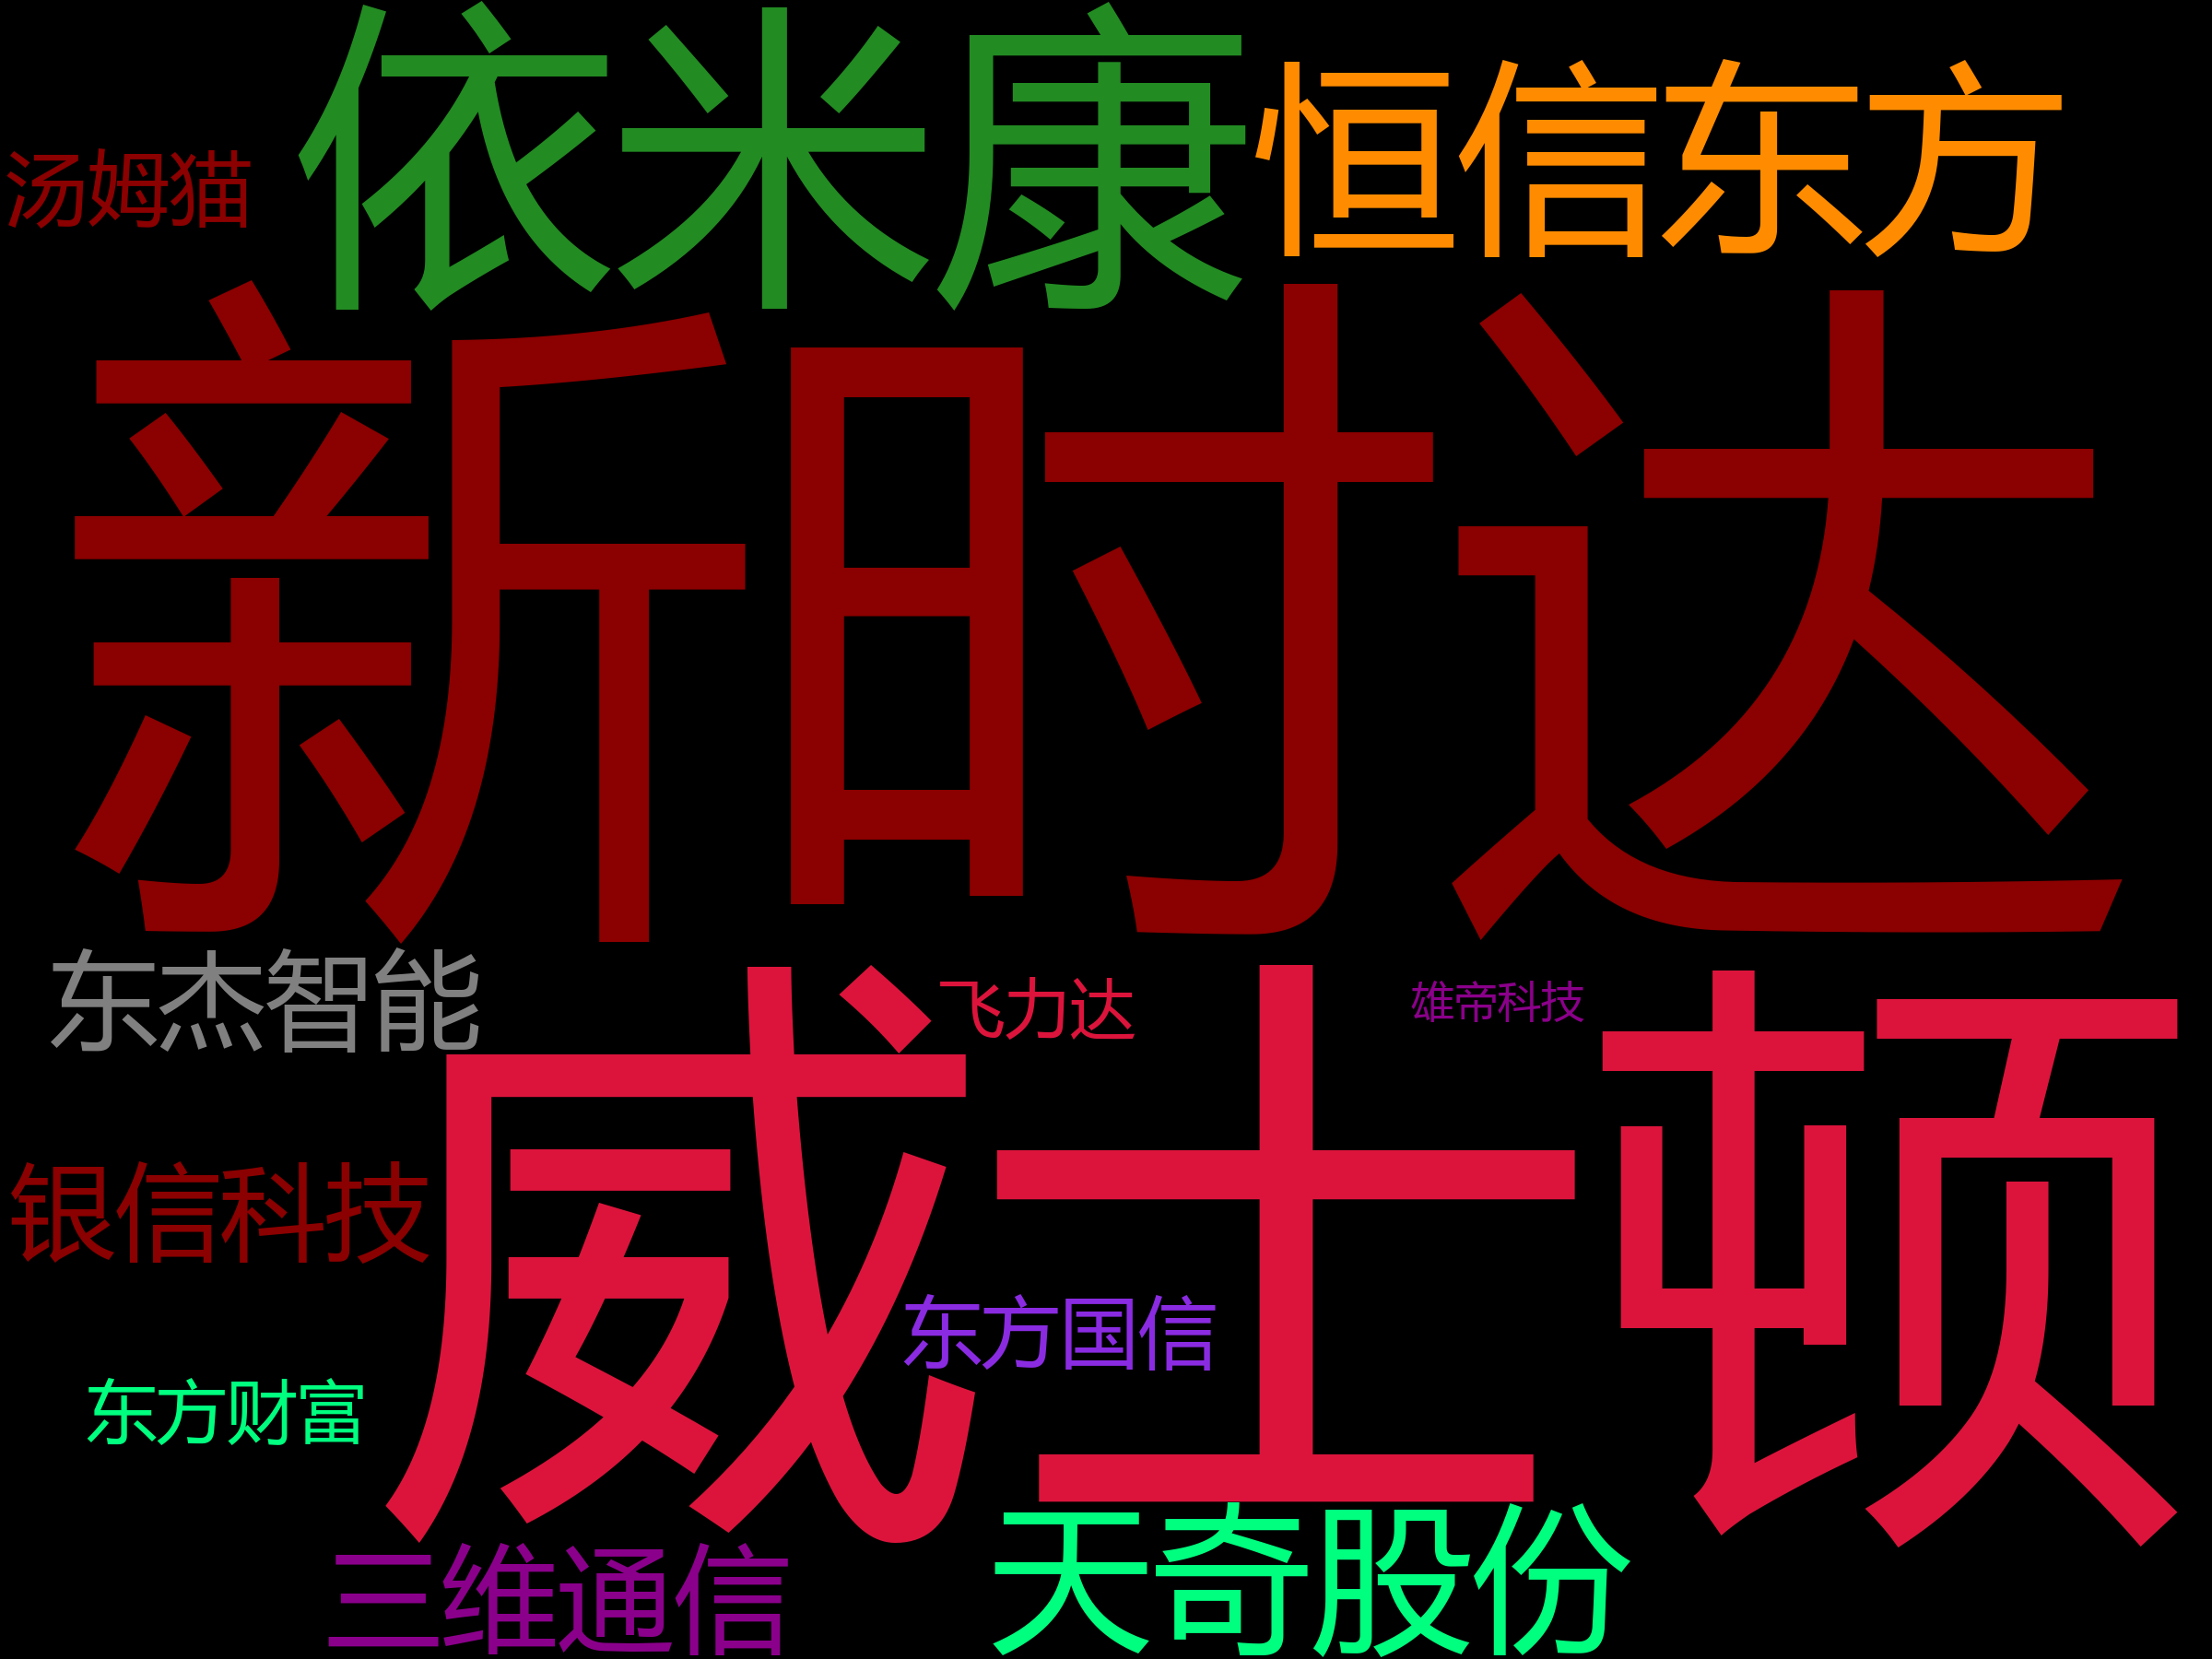 依米康
恒信东方
汤姆猫
新时达
东杰智能
飞力达
雄帝科技
威士顿
银信科技
东方国信
东方财富
天奇股份
三维通信